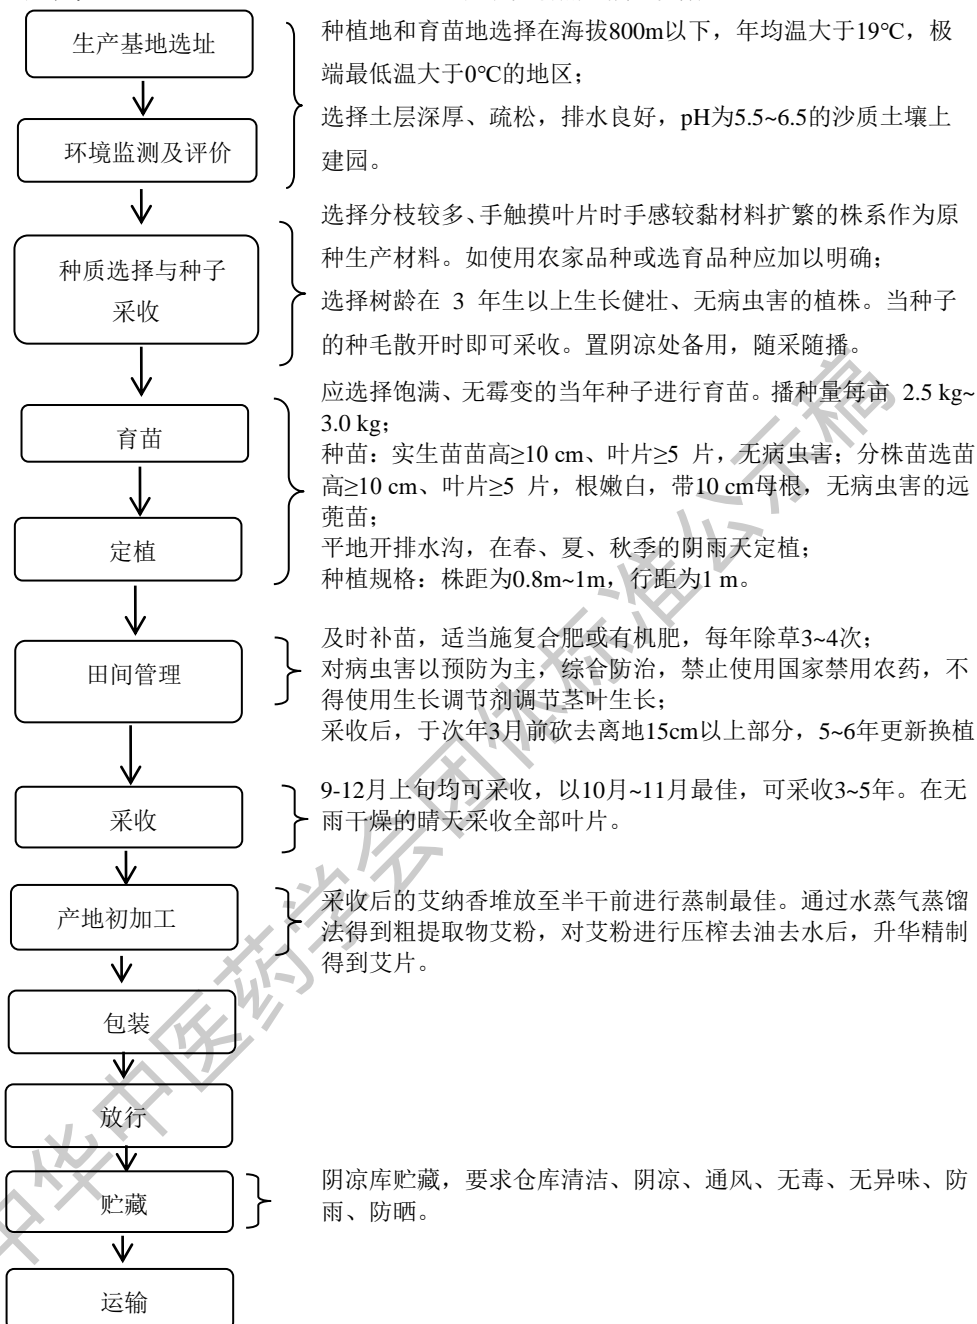 生产基地选址
环境监测及评价
种植地和育苗地选择在海拔800m以下，年均温大于19℃，极
端最低温大于0℃的地区；
选择土层深厚、疏松，排水良好，pH为5.5~6.5的沙质土壤上
建园。
种质选择与种子
采收
选择分枝较多、手触摸叶片时手感较黏材料扩繁的株系作为原
种生产材料。如使用农家品种或选育品种应加以明确；
选择树龄在 3 年生以上生长健壮、无病虫害的植株。当种子
的种毛散开时即可采收。置阴凉处备用，随采随播。
育苗
定植
应选择饱满、无霉变的当年种子进行育苗。播种量每亩 2.5 kg~
3.0 kg；
种苗：实生苗苗高≥10 cm、叶片≥5 片，无病虫害；分株苗选苗
高≥10 cm、叶片≥5 片，根嫩白，带10 cm母根，无病虫害的远
蔸苗；
平地开排水沟，在春、夏、秋季的阴雨天定植；
种植规格：株距为0.8m~1m，行距为1 m。
田间管理
及时补苗，适当施复合肥或有机肥，每年除草3~4次；
对病虫害以预防为主，综合防治，禁止使用国家禁用农药，不
得使用生长调节剂调节茎叶生长；
采收后，于次年3月前砍去离地15cm以上部分，5~6年更新换植
采收
9-12月上旬均可采收，以10月~11月最佳，可采收3~5年。在无
雨干燥的晴天采收全部叶片。
产地初加工
采收后的艾纳香堆放至半干前进行蒸制最佳。通过水蒸气蒸馏
法得到粗提取物艾粉，对艾粉进行压榨去油去水后，升华精制
得到艾片。
包装
放行
贮藏
阴凉库贮藏，要求仓库清洁、阴凉、通风、无毒、无异味、防
雨、防晒。
运输
中华中医药学会团体标准公示稿